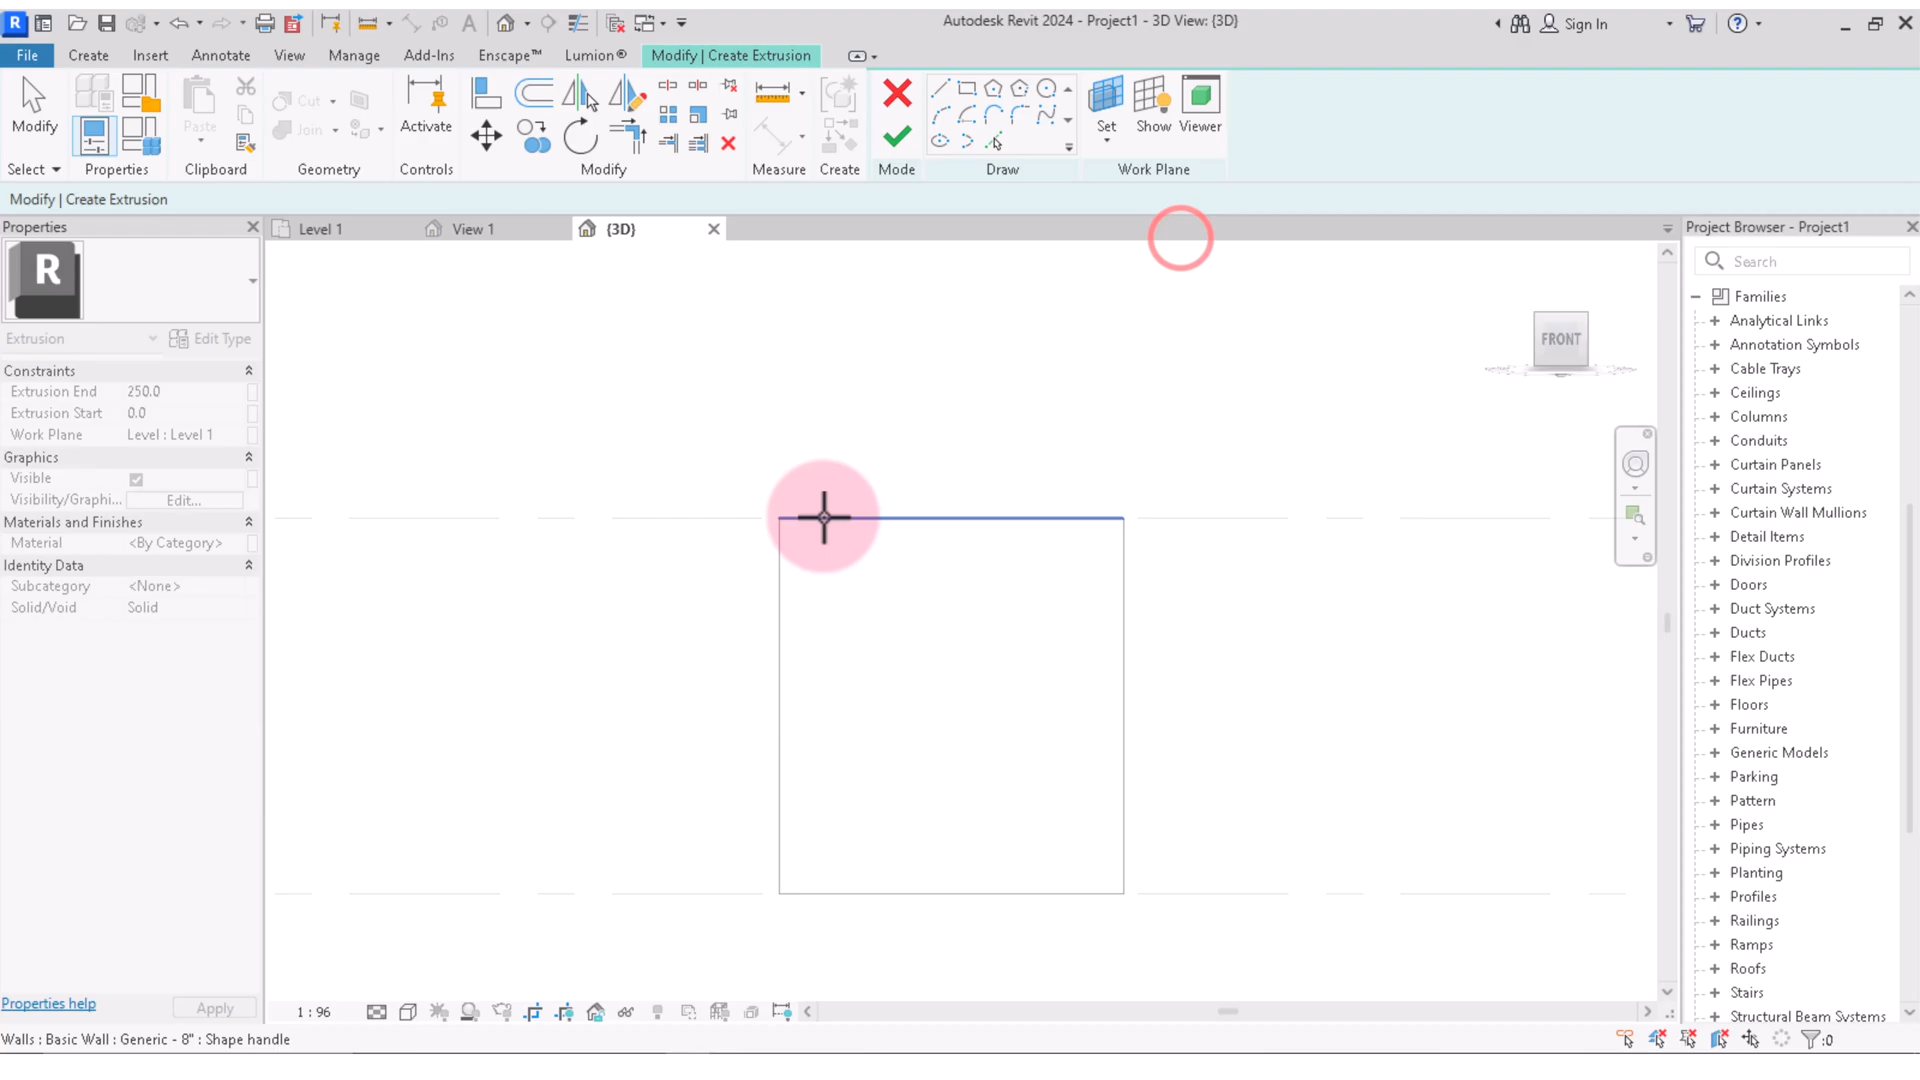 R
Autodesk Revit 2024 - Project1 - 3D View: {3D}
Sign In
File
Create
Insert
Annotate
View
Manage
Add-Ins
Enscape™
Lumion®
Modify | Create Extrusion
Modify
Paste
Cut
Join
Activate
Set
Show
Viewer
Select
Properties
Clipboard
Geometry
Controls
Modify
Measure
Create
Mode
Draw
Work Plane
Modify | Create Extrusion
Properties
R
Extrusion
Edit Type
Constraints
Extrusion End 250.0
Extrusion Start 0.0
Work Plane Level : Level 1
Graphics
Visible
Visibility/Graphi... Edit...
Materials and Finishes
Material <By Category>
Identity Data
Subcategory <None>
Solid/Void Solid
Properties help
Apply
Level 1
View 1
{3D}
FRONT
1 : 96
Project Browser - Project1
Search
Families
Analytical Links
Annotation Symbols
Cable Trays
Ceilings
Columns
Conduits
Curtain Panels
Curtain Systems
Curtain Wall Mullions
Detail Items
Division Profiles
Doors
Duct Systems
Ducts
Flex Ducts
Flex Pipes
Floors
Furniture
Generic Models
Parking
Pattern
Pipes
Piping Systems
Planting
Profiles
Railings
Ramps
Roofs
Stairs
Structural Beam Systems
Walls : Basic Wall : Generic - 8" : Shape handle
:0